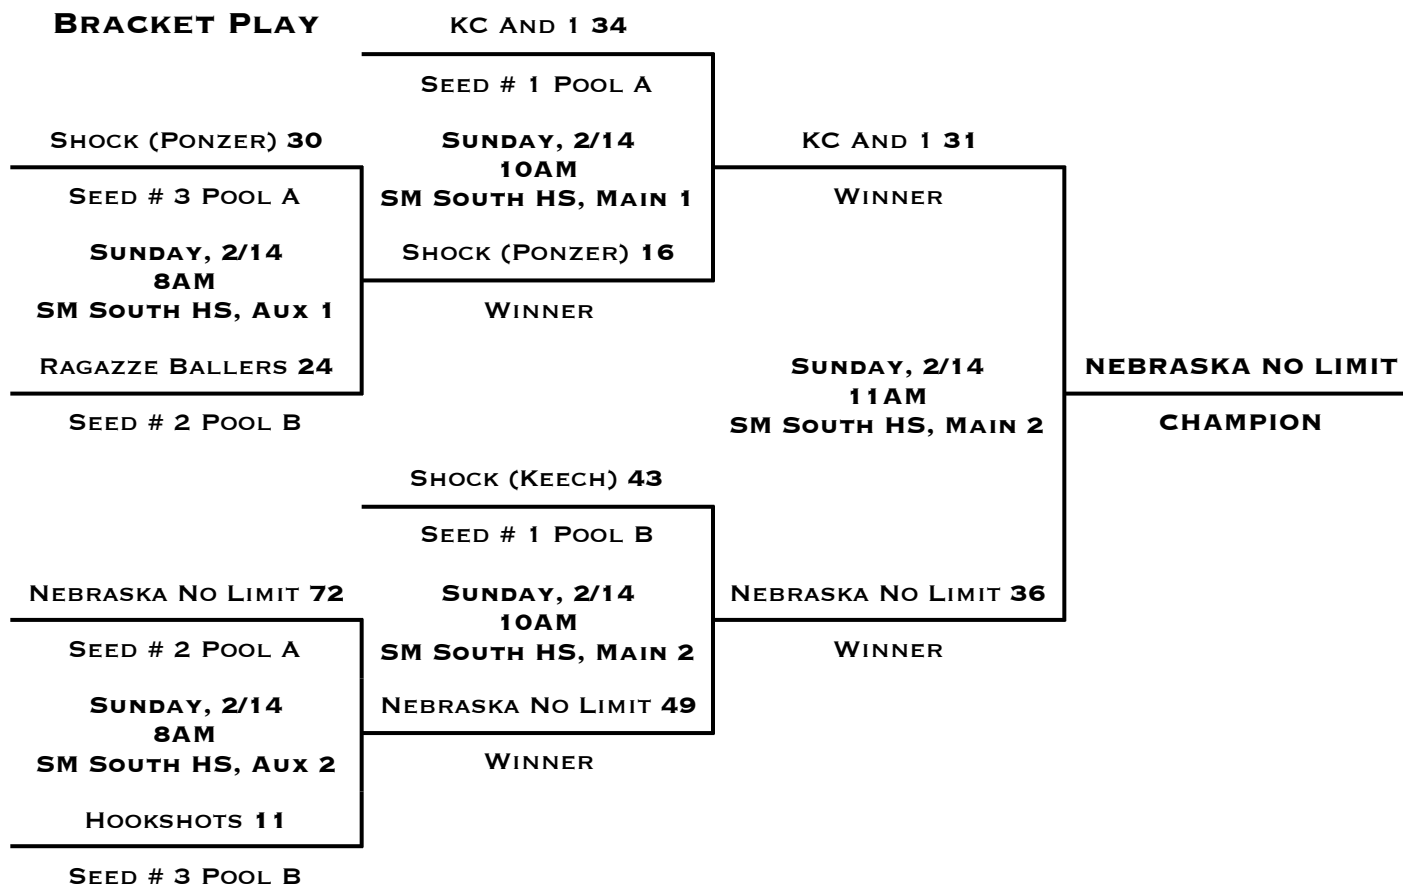 Bracket Play
KC And 1 34
Seed # 1 Pool A
Shock (Ponzer) 30
Seed # 3 Pool A
Sunday, 2/14
8AM
SM South HS, Aux 1
Ragazze Ballers 24
Seed # 2 Pool B
Sunday, 2/14
10AM
SM South HS, Main 1
Shock (Ponzer) 16
Winner
KC And 1 31
Winner
Sunday, 2/14
11AM
SM South HS, Main 2
NEBRASKA NO LIMIT
CHAMPION
Shock (Keech) 43
Seed # 1 Pool B
Nebraska No Limit 72
Seed # 2 Pool A
Sunday, 2/14
8AM
SM South HS, Aux 2
Hookshots 11
Seed # 3 Pool B
Sunday, 2/14
10AM
SM South HS, Main 2
Nebraska No Limit 49
Winner
Nebraska No Limit 36
Winner